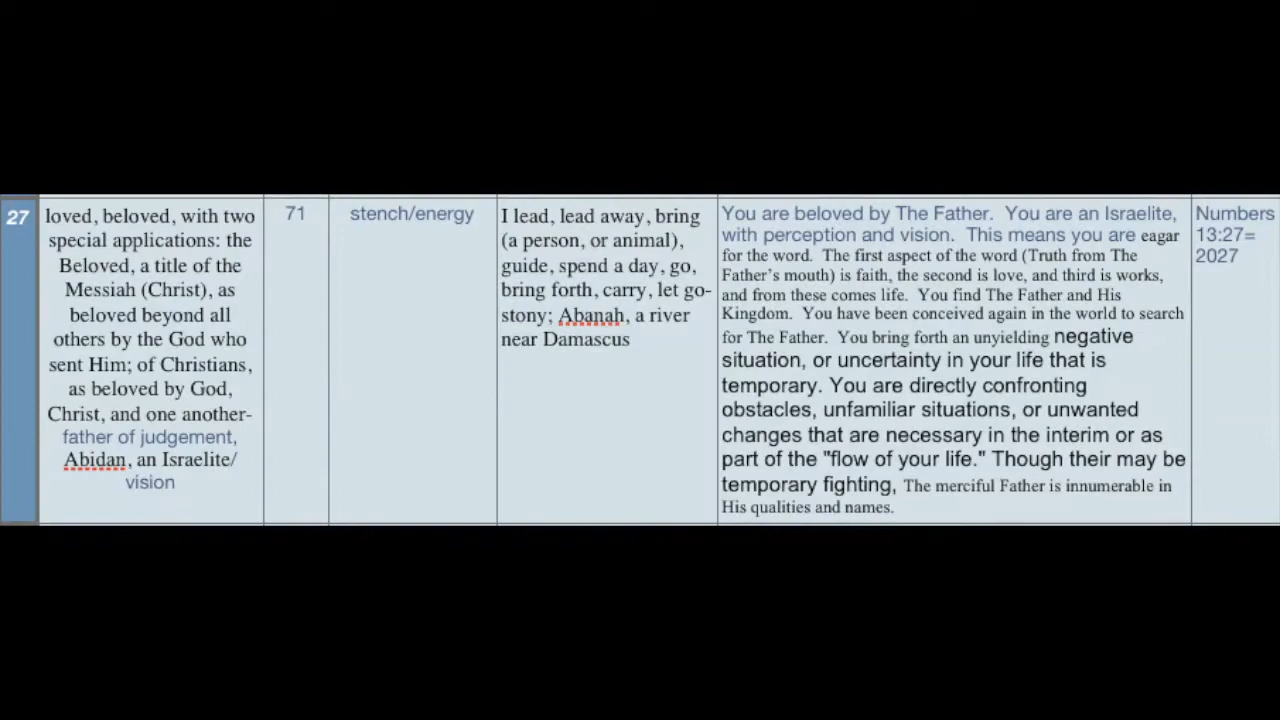 27
loved, beloved, with two
special applications: the
Beloved, a title of the
Messiah (Christ), as
beloved beyond all
others by the God who
sent Him; of Christians,
as beloved by God,
Christ, and one another-
father of judgement,
Abidan, an Israelite/
vision
71
stench/energy
I lead, lead away, bring
(a person, or animal),
guide, spend a day, go,
bring forth, carry, let go-
stony; Abanah, a river
near Damascus
You are beloved by The Father.  You are an Israelite,
with perception and vision.  This means you are eagar
for the word.  The first aspect of the word (Truth from The
Father's mouth) is faith, the second is love, and third is works,
and from these comes life.  You find The Father and His
Kingdom.  You have been conceived again in the world to search
for The Father.  You bring forth an unyielding negative
situation, or uncertainty in your life that is
temporary. You are directly confronting
obstacles, unfamiliar situations, or unwanted
changes that are necessary in the interim or as
part of the "flow of your life." Though their may be
temporary fighting, The merciful Father is innumerable in
His qualities and names.
Numbers
13:27=
2027